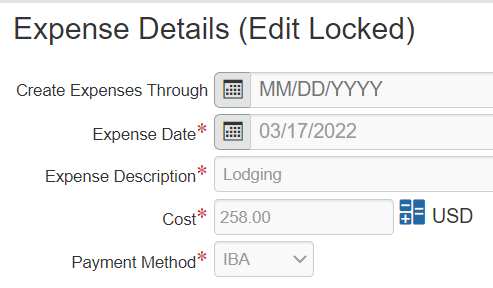 Expense Details (Edit Locked)
Create Expenses Through MM/DD/YYYY
Expense Date* 03/17/2022
Expense Description* Lodging
Cost* 258.00 USD
Payment Method* IBA